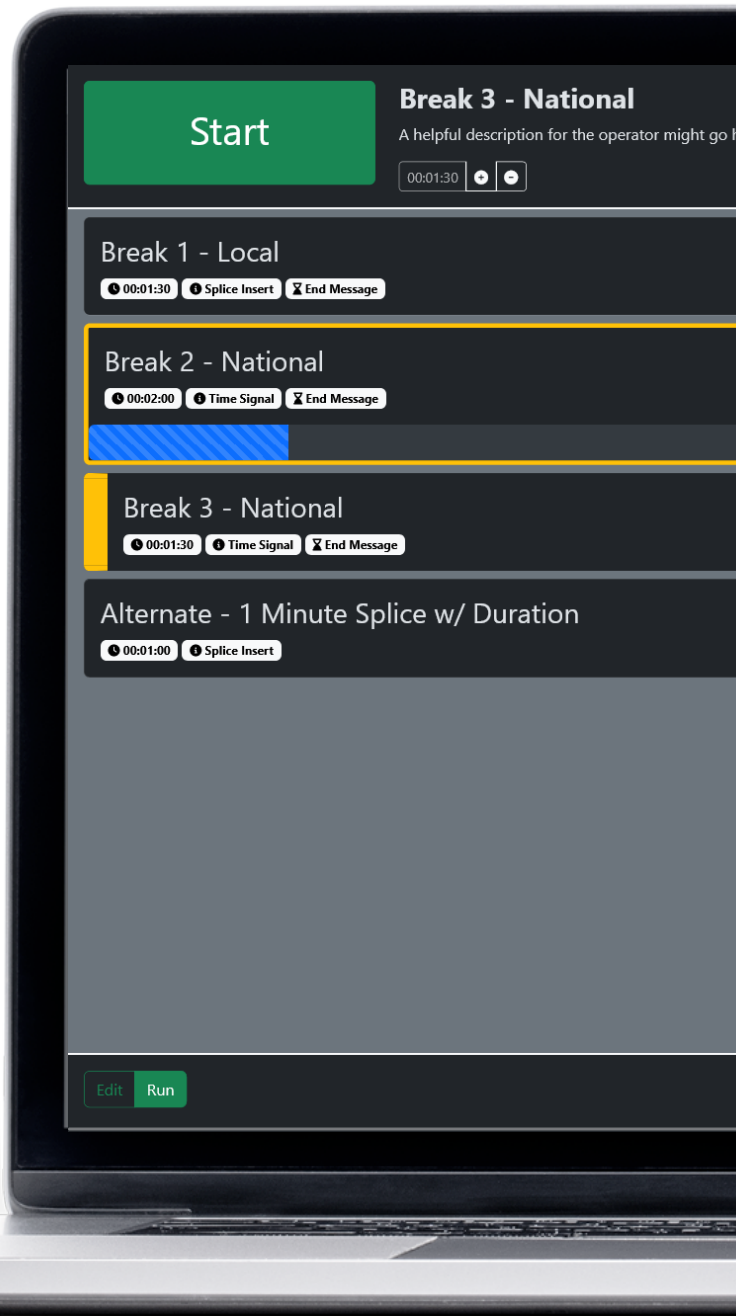 Start
Break 3 - National
A helpful description for the operator might go
00:01:30
Break 1 - Local
00:01:30 Splice Insert End Message
Break 2 - National
00:02:00 Time Signal End Message
Break 3 - National
00:01:30 Time Signal End Message
Alternate - 1 Minute Splice w/ Duration
00:01:00 Splice Insert
Edit Run